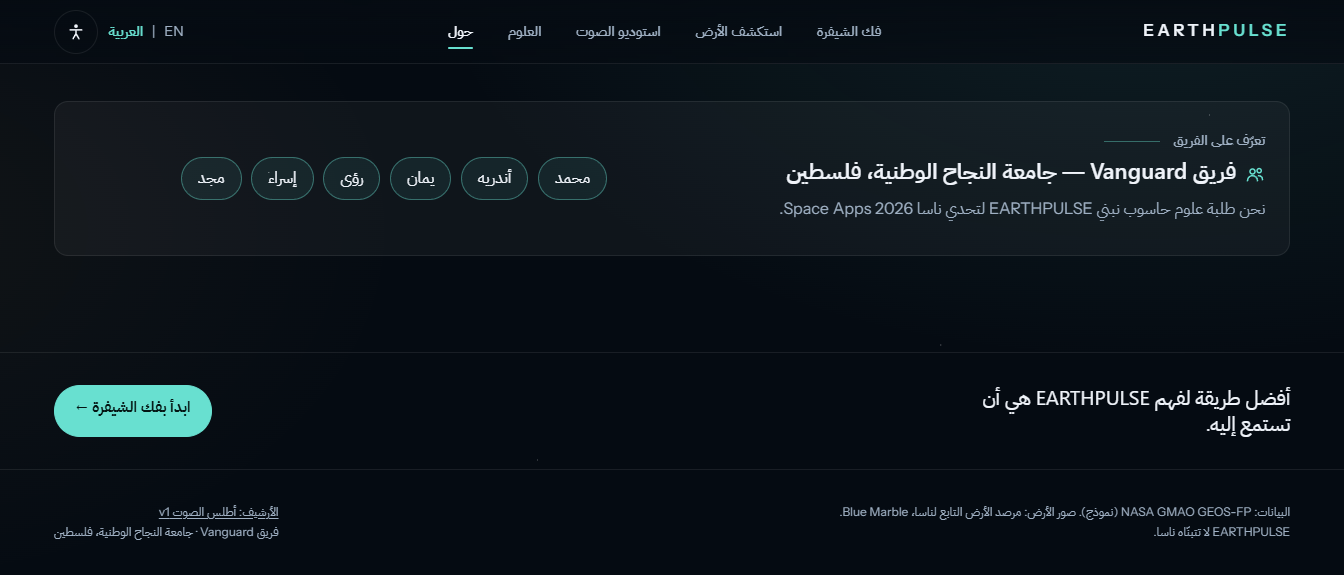 EARTHPULSE
فك الشيفرة
استكشف الأرض
استوديو الصوت
العلوم
حول
EN | العربية
تعرّف على الفريق
فريق Vanguard — جامعة النجاح الوطنية، فلسطين
نحن طلبة علوم حاسوب نبني EARTHPULSE لتحدي ناسا Space Apps 2026.
محمد
أندريه
يمان
رؤى
إسراء
مجد
أفضل طريقة لفهم EARTHPULSE هي أن
تستمع إليه.
ابدأ بفك الشيفرة ←
البيانات: NASA GMAO GEOS-FP (نموذج). صور الأرض: مرصد الأرض التابع لناسا، Blue Marble.
EARTHPULSE لا تتبنّاه ناسا.
الأرشيف: أطلس الصوت v1
فريق Vanguard · جامعة النجاح الوطنية، فلسطين